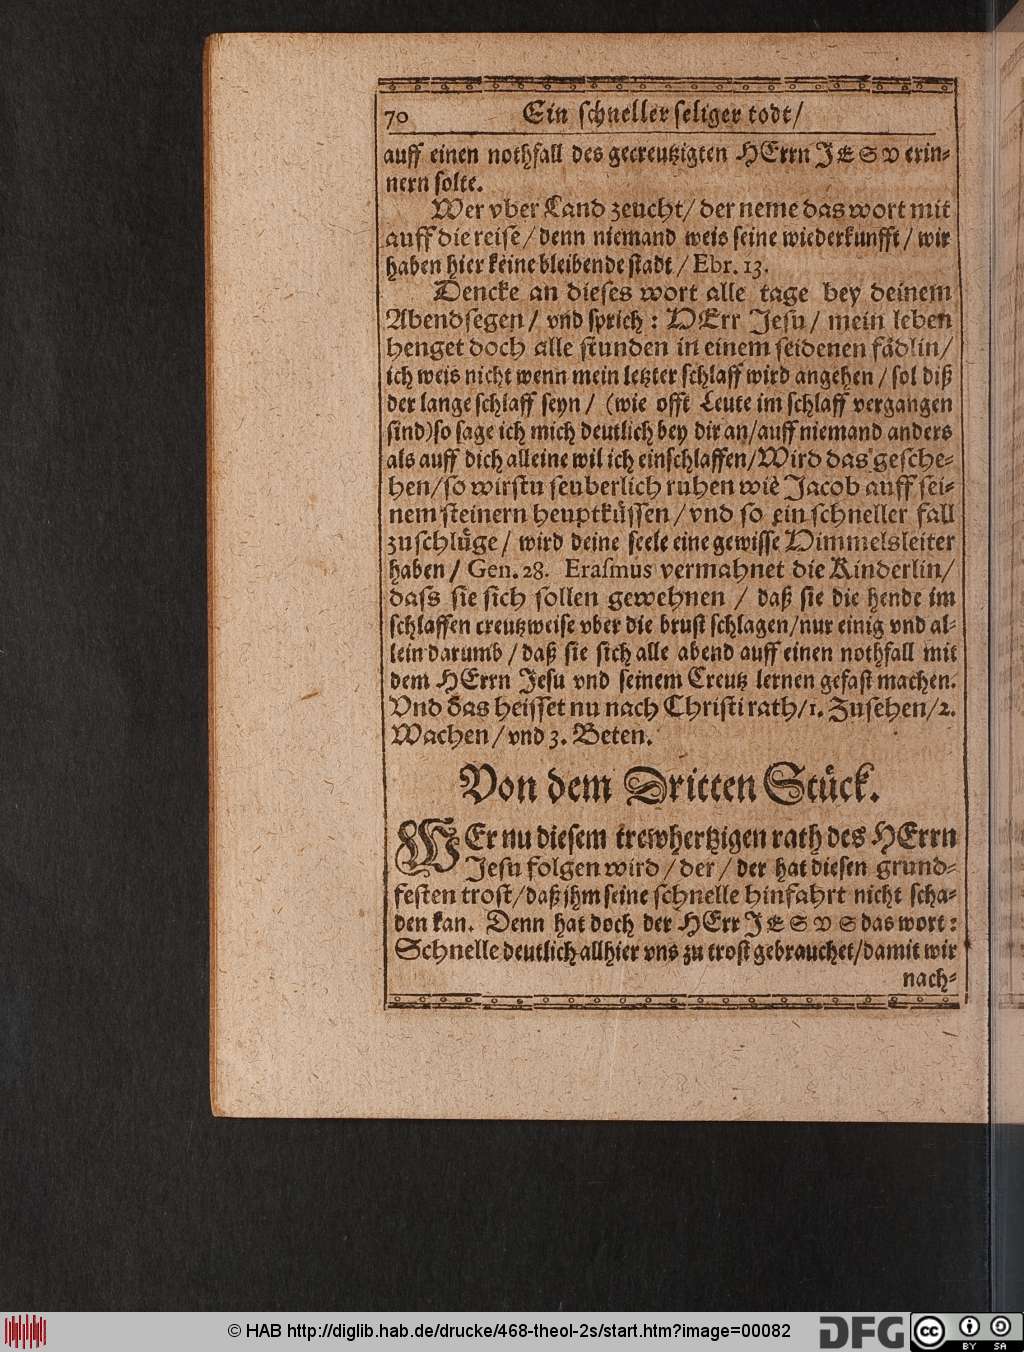 70 Ein schneller seliger todt/
auff einen nothfall des gecreutzigten HErrn JESV erin-
nern solte.
Wer vber Land zeucht/ der neme das wort mit
auff die reise/ denn niemand weis seine wiederkunfft/ wir
haben hier keine bleibende stadt/ Ebr. 13.
Dencke an dieses wort alle tage bey deinem
Abendsegen/ vnd sprich: HErr Jesu/ mein leben
henget doch alle stunden in einem seidenen fädlin/
ich weis nicht wenn mein letzter schlaff wird angehen/ sol diß
der lange schlaff seyn/ (wie offt Leute im schlaff vergangen
sind) so sage ich mich deutlich bey dir an/ auff niemand anders
als auff dich alleine wil ich einschlaffen/ Wird das gesche-
hen/ so wirstu seuberlich ruhen wie Jacob auff sei-
nem steinern heuptküssen/ vnd so ein schneller fall
zuschlüge/ wird deine seele eine gewisse Himmelsleiter
haben/ Gen. 28. Erasmus vermahnet die Kinderlin/
dass sie sich sollen gewehnen/ daß sie die hende im
schlaffen creutzweise vber die brust schlagen/ nur einig vnd al-
lein darumb/ daß sie sich alle abend auff einen nothfall mit
dem HErrn Jesu vnd seinem Creutz lernen gefast machen.
Vnd das heisset nu nach Christi rath/ 1. Zusehen/ 2.
Wachen/ vnd 3. Beten.
Von dem Dritten Stück.
WEr nu diesem trewhertzigen rath des HErrn
Jesu folgen wird/ der/ der hat diesen grund-
festen trost/ daß jhm seine schnelle hinfahrt nicht scha-
den kan. Denn hat doch der HErr JESVS das wort:
Schnelle deutlich allhier vns zu trost gebrauchet/ damit wir
nach-
© HAB http://diglib.hab.de/drucke/468-theol-2s/start.htm?image=00082
DFG
cc
BY SA